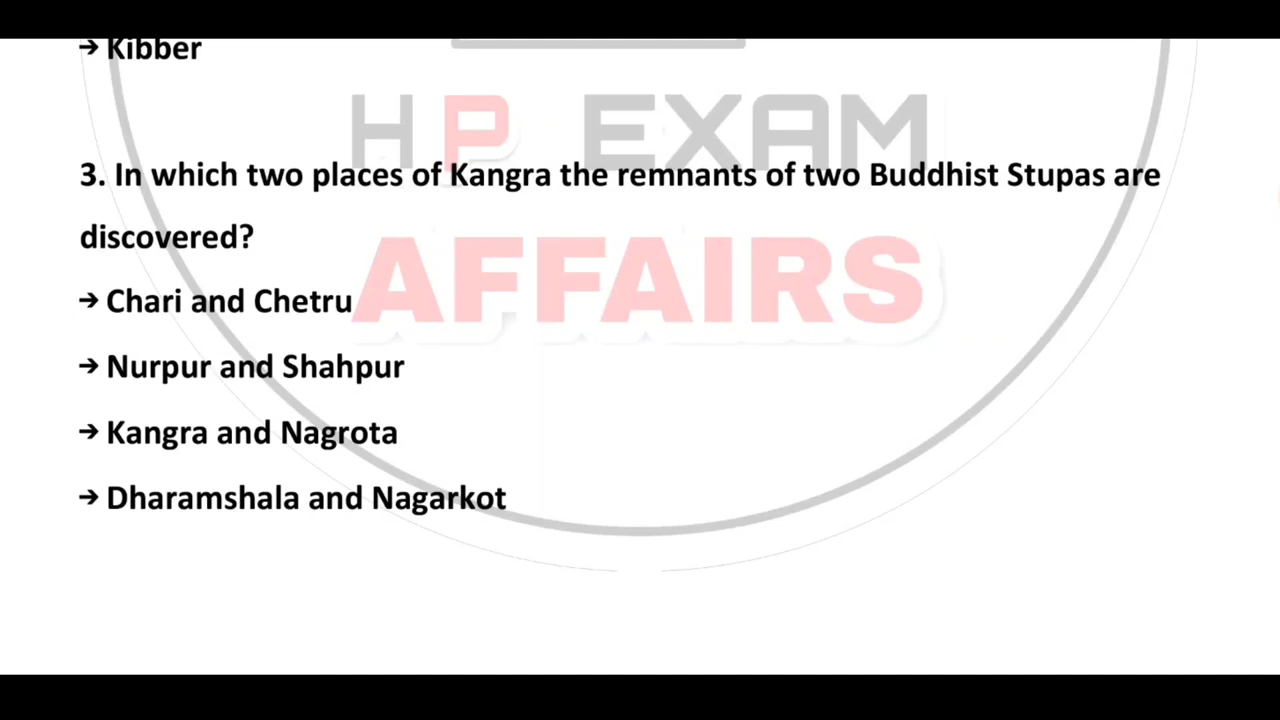 → Kibber
HP EXAM
3. In which two places of Kangra the remnants of two Buddhist Stupas are
discovered?
AFFAIRS
→ Chari and Chetru
→ Nurpur and Shahpur
→ Kangra and Nagrota
→ Dharamshala and Nagarkot